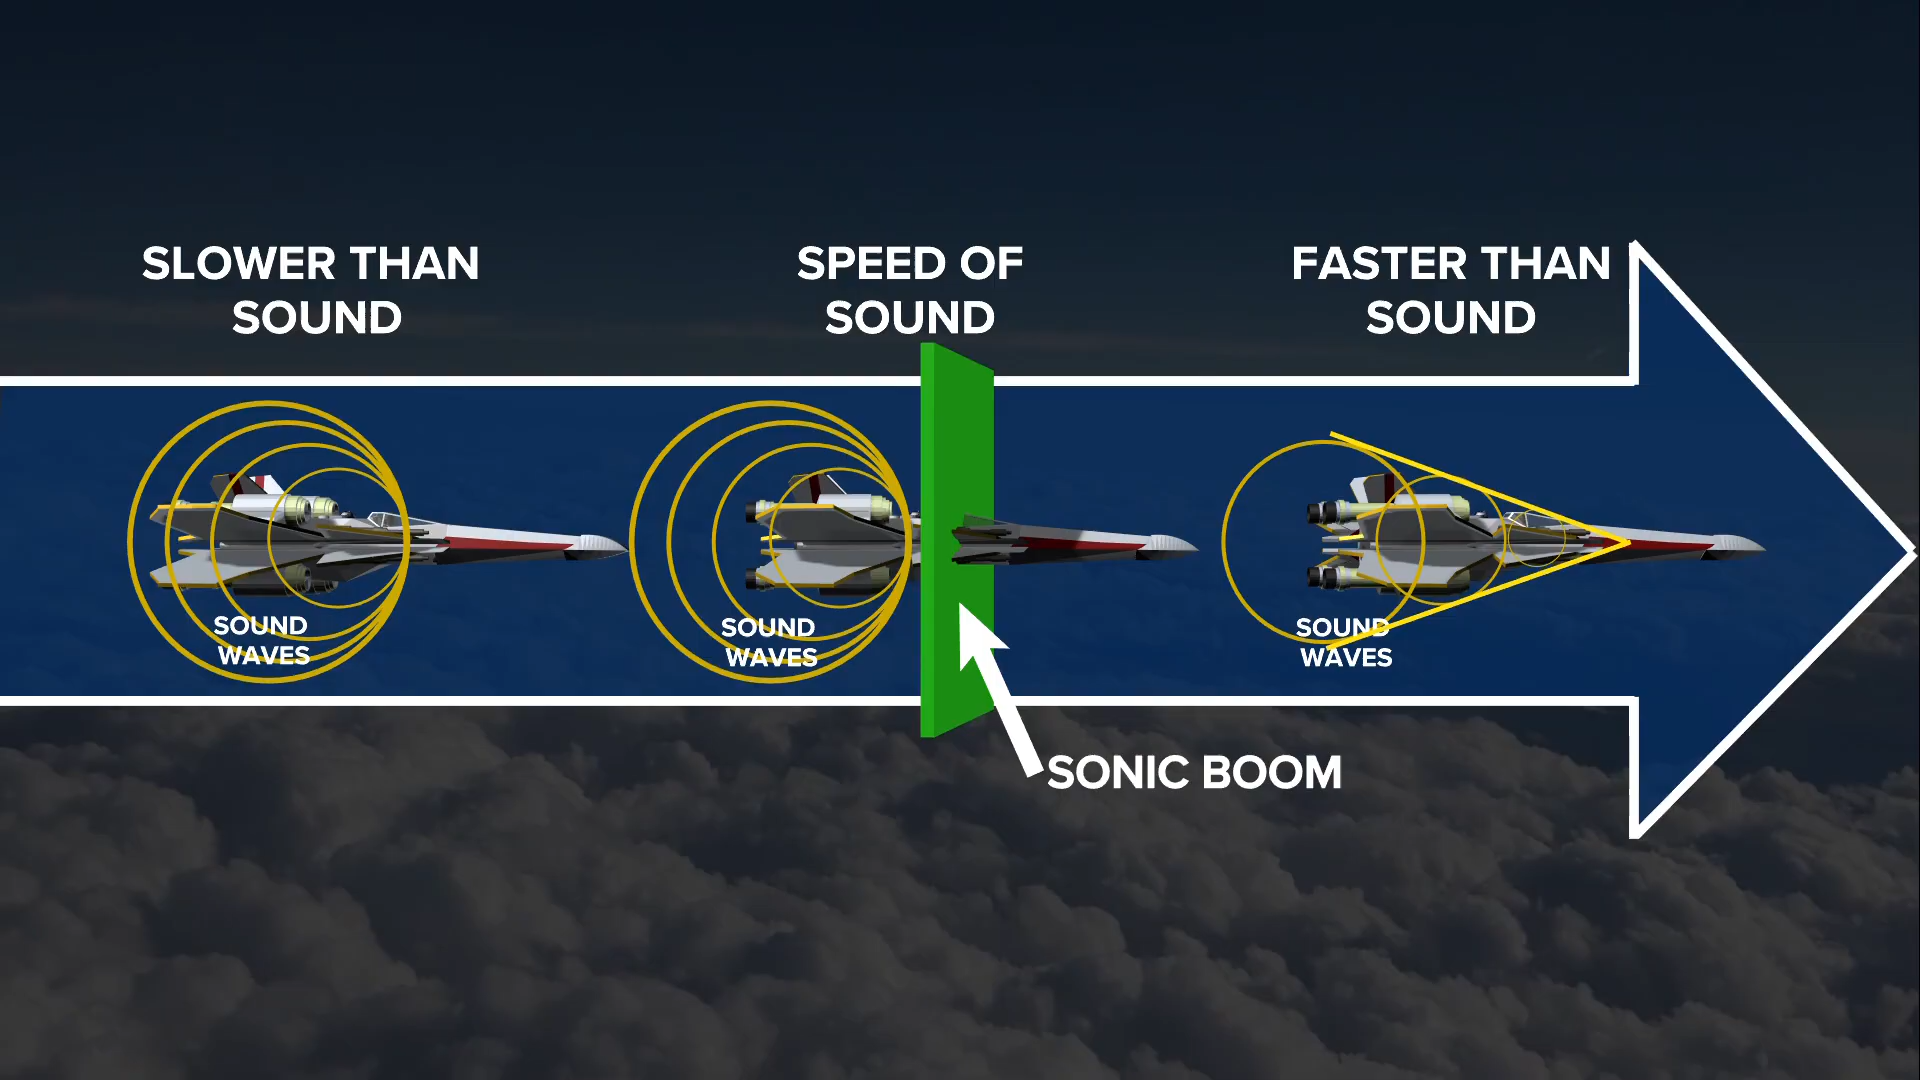 SLOWER THAN
SOUND
SPEED OF
SOUND
FASTER THAN
SOUND
SOUND
WAVES
SOUND
WAVES
SOUND
WAVES
SONIC BOOM